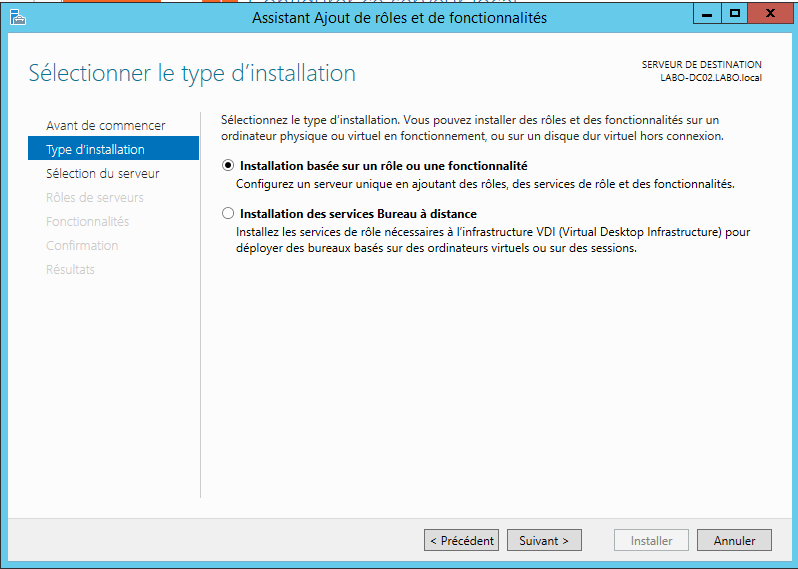 Assistant Ajout de rôles et de fonctionnalités
Sélectionner le type d’installation
SERVEUR DE DESTINATION
LABO-DC02.LABO.local
Avant de commencer
Type d’installation
Sélection du serveur
Rôles de serveurs
Fonctionnalités
Confirmation
Résultats
Sélectionnez le type d’installation. Vous pouvez installer des rôles et des fonctionnalités sur un
ordinateur physique ou virtuel en fonctionnement, ou sur un disque dur virtuel hors connexion.
Installation basée sur un rôle ou une fonctionnalité
Configurez un serveur unique en ajoutant des rôles, des services de rôle et des fonctionnalités.
Installation des services Bureau à distance
Installez les services de rôle nécessaires à l’infrastructure VDI (Virtual Desktop Infrastructure) pour
déployer des bureaux basés sur des ordinateurs virtuels ou sur des sessions.
< Précédent
Suivant >
Installer
Annuler